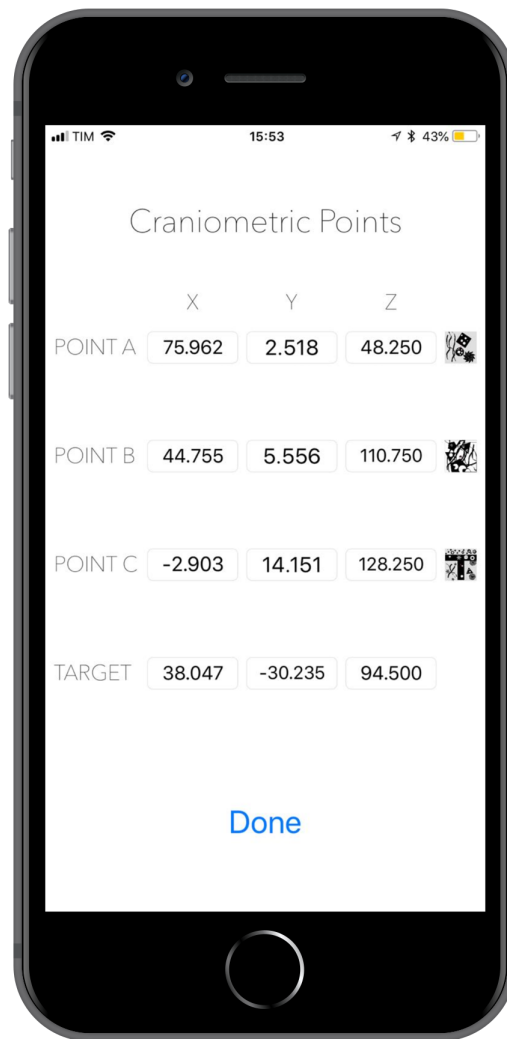 TIM 15:53 43%
Craniometric Points
X Y Z
POINT A 75.962 2.518 48.250
POINT B 44.755 5.556 110.750
POINT C -2.903 14.151 128.250
TARGET 38.047 -30.235 94.500
Done